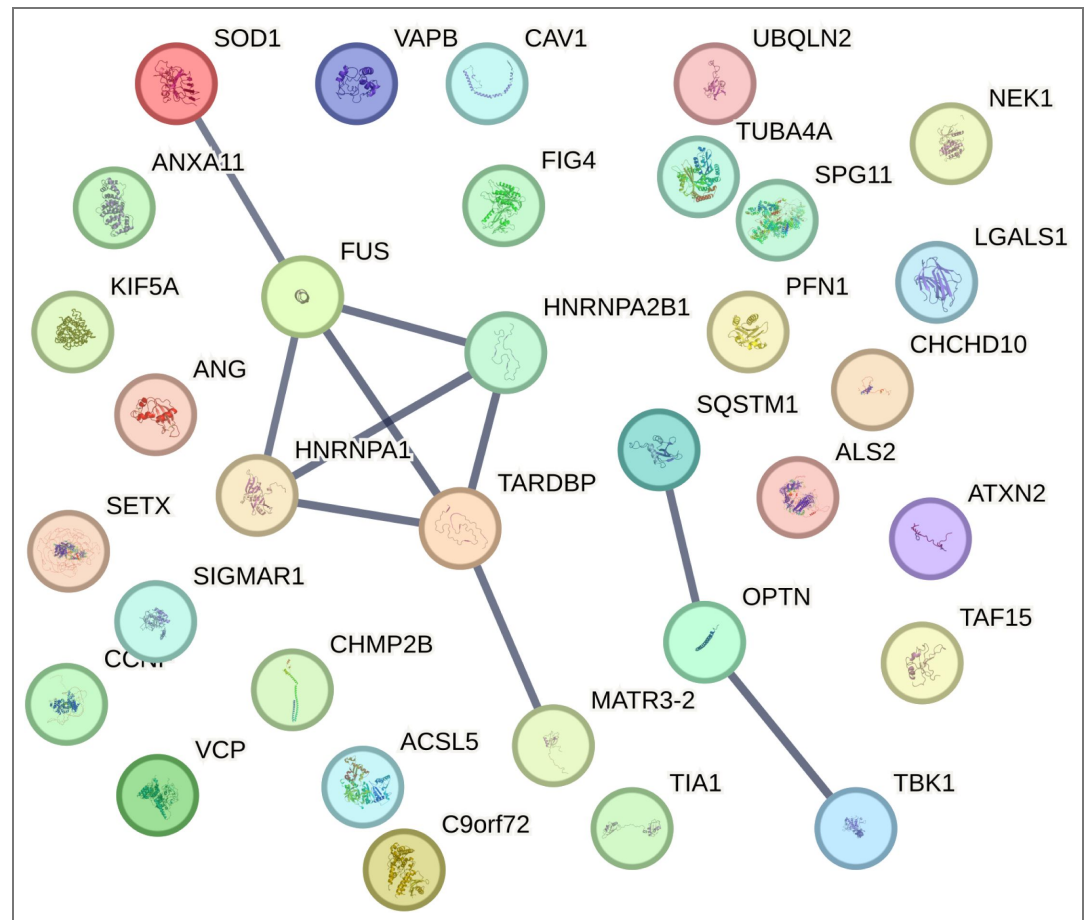 SOD1
VAPB
CAV1
UBQLN2
NEK1
TUBA4A
ANXA11
FIG4
SPG11
LGALS1
FUS
KIF5A
PFN1
HNRNPA2B1
CHCHD10
ANG
SQSTM1
HNRNPA1
ALS2
TARDBP
ATXN2
SETX
SIGMAR1
OPTN
TAF15
CHMP2B
MATR3-2
ACSL5
VCP
TIA1
TBK1
C9orf72